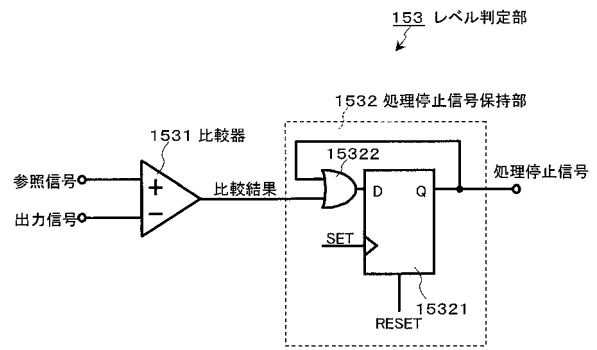 153 レベル判定部
1532 処理停止信号保持部
1531 比較器
15322
処理停止信号
参照信号
+
比較結果
D
Q
出力信号
−
SET
15321
RESET